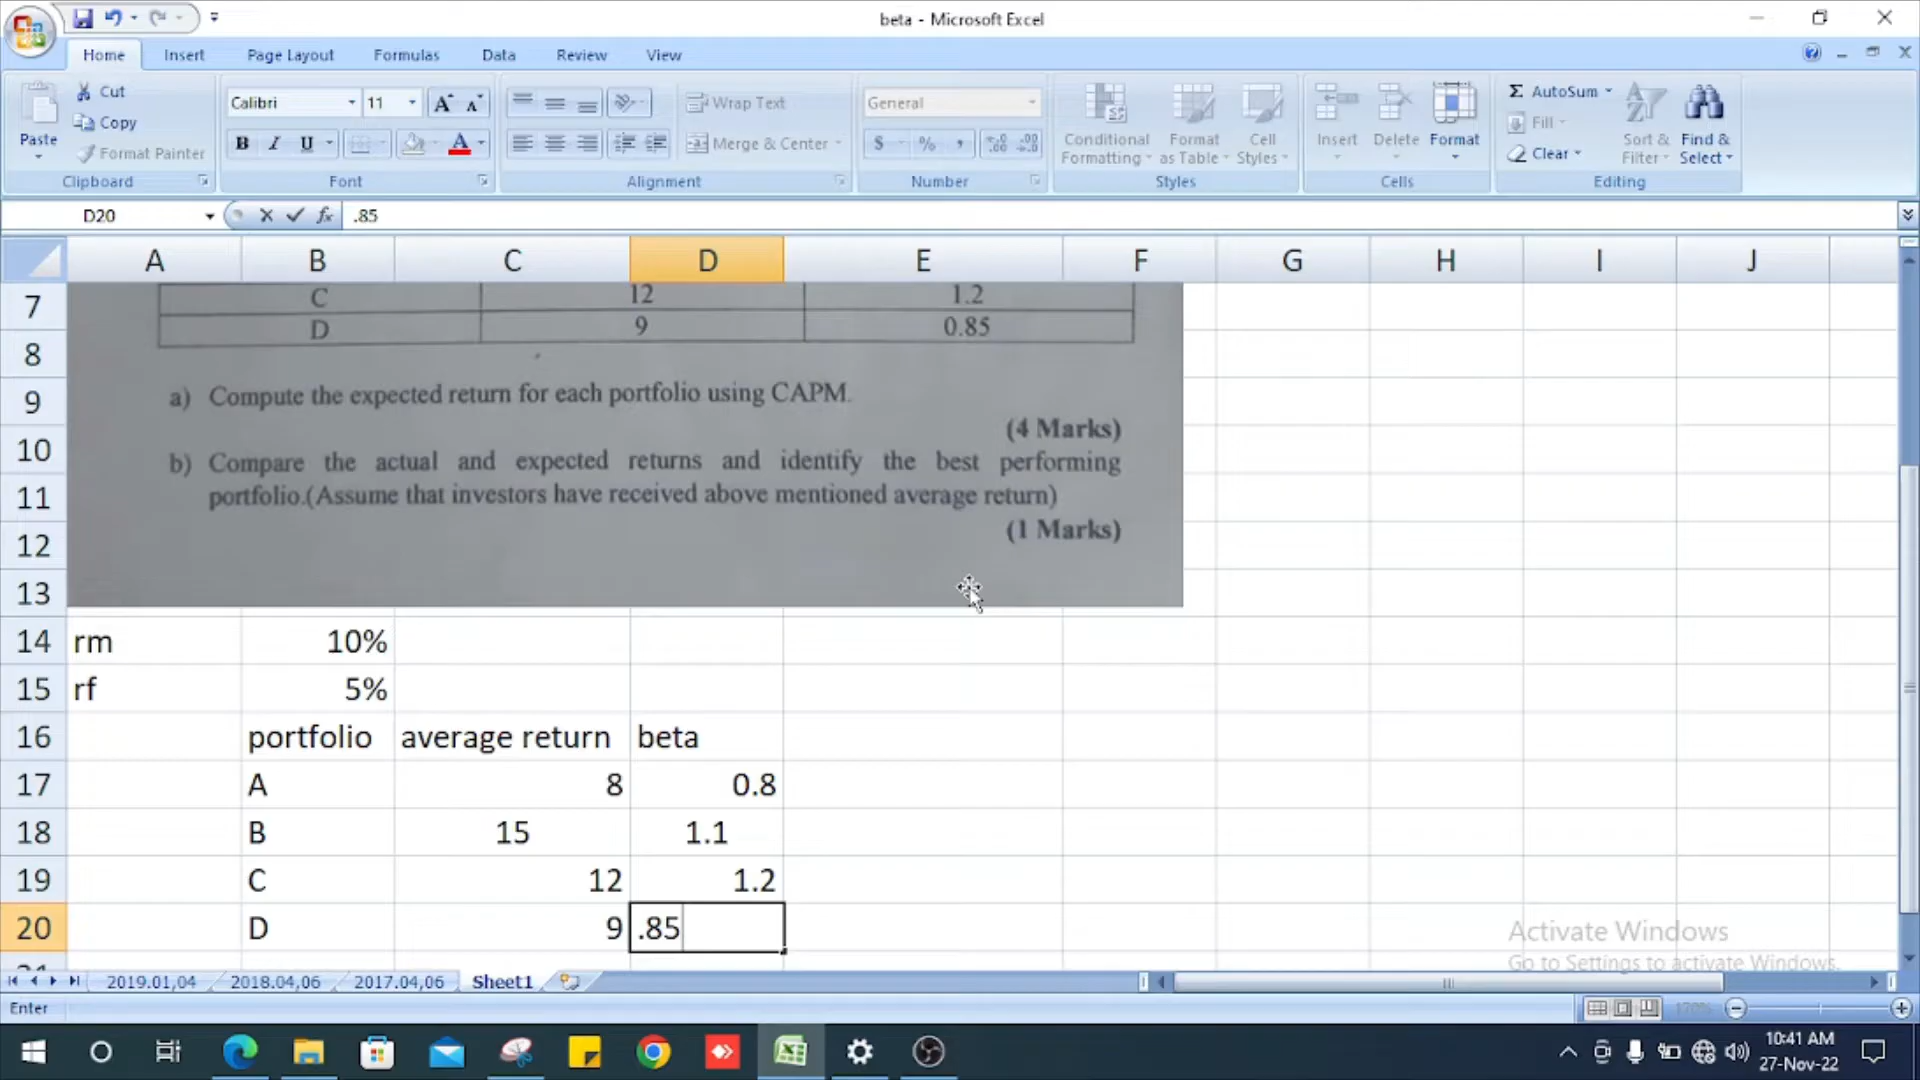 beta - Microsoft Excel
Home Insert Page Layout Formulas Data Review View
Paste
Cut
Copy
Format Painter
Clipboard
Calibri 11 A A
B I U A
Font
Wrap Text
Merge & Center
Alignment
General
$ % ,
Number
Conditional Formatting
Format as Table
Cell Styles
Styles
Insert Delete Format
Cells
Σ AutoSum
Fill
Clear
Sort & Filter
Find & Select
Editing
D20 fx .85
A B C D E F G H I J
7 C 12 1.2
8 D 9 0.85
9 a) Compute the expected return for each portfolio using CAPM.
(4 Marks)
10 b) Compare the actual and expected returns and identify the best performing
11 portfolio.(Assume that investors have received above mentioned average return)
12 (1 Marks)
13
14 rm 10%
15 rf 5%
16 portfolio average return beta
17 A 8 0.8
18 B 15 1.1
19 C 12 1.2
20 D 9 .85
Activate Windows
Go to Settings to activate Windows.
2019.01,04 2018.04,06 2017.04,06 Sheet1
Enter
10:41 AM
27-Nov-22